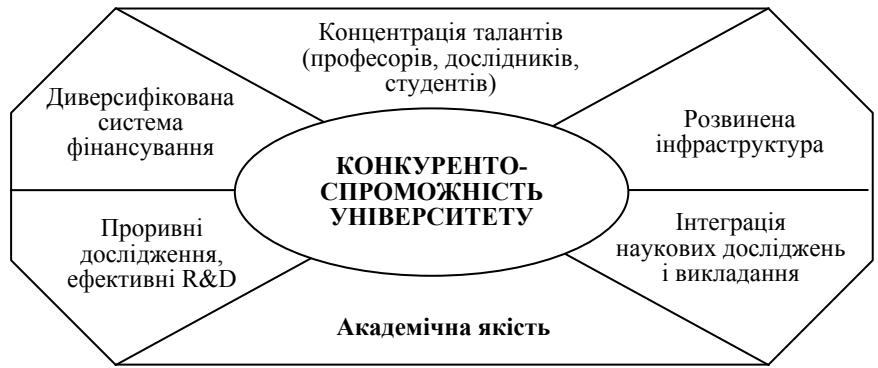 Концентрація талантів
(професорів, дослідників,
студентів)
Диверсифікована
система
фінансування
Розвинена
інфраструктура
КОНКУРЕНТО-
СПРОМОЖНІСТЬ
УНІВЕРСИТЕТУ
Проривні
дослідження,
ефективні R&D
Інтеграція
наукових досліджень
і викладання
Академічна якість